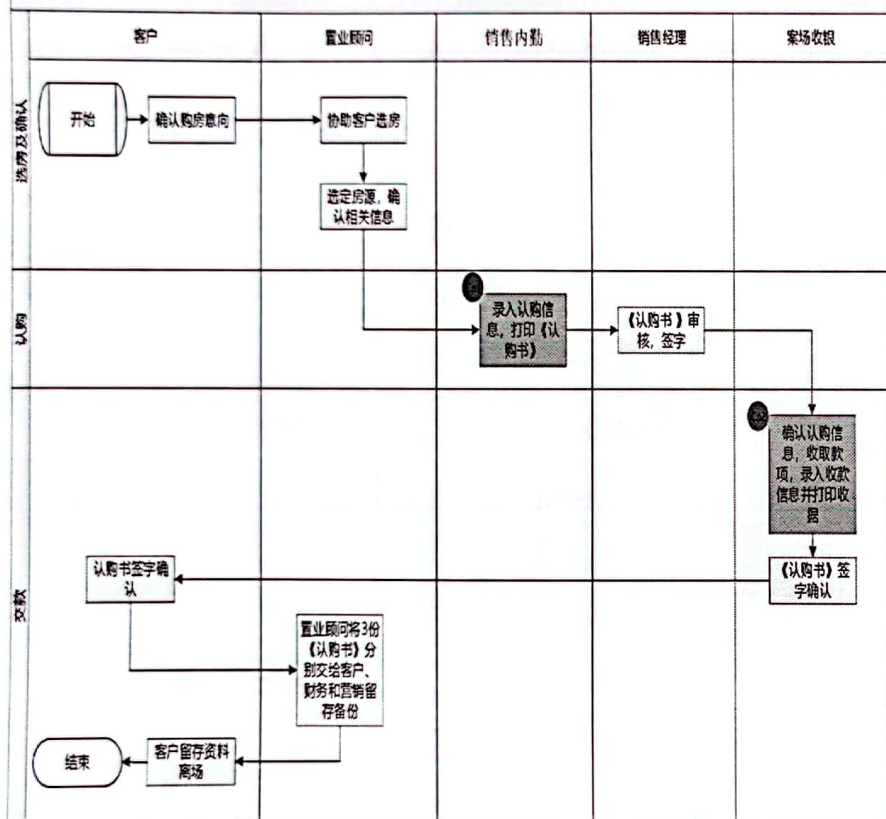 客户
置业顾问
销售内勤
销售经理
案场收银
选房及确认
开始
确认购房意向
协助客户选房
选定房源，确
认相关信息
认购
录入认购信
息，打印《认
购书》
《认购书》审
核，签字
交款
确认认购信
息，收取款
项，录入收款
信息并打印收
据
《认购书》签
字确认
认购书签字确
认
置业顾问将3份
《认购书》分
别交给客户、
财务和营销留
存备份
客户留存资料
离场
结束